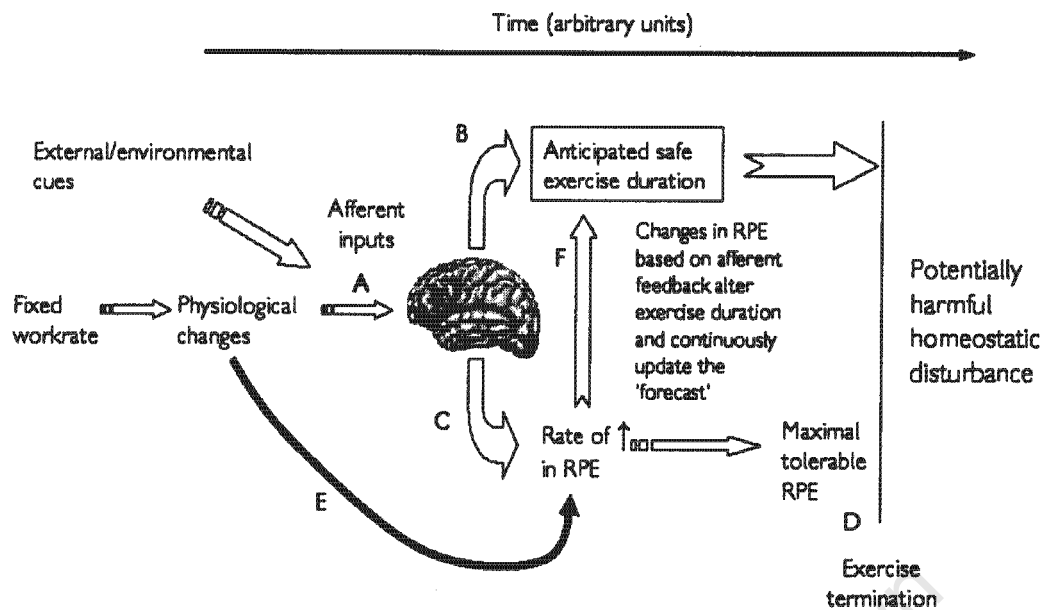 Time (arbitrary units)
External/environmental
cues
Afferent
inputs
A
B
Anticipated safe
exercise duration
Fixed
workrate
Physiological
changes
F
Changes in RPE
based on afferent
feedback alter
exercise duration
and continuously
update the
'forecast'
Potentially
harmful
homeostatic
disturbance
C
Rate of ↑
in RPE
Maximal
tolerable
RPE
E
D
Exercise
termination